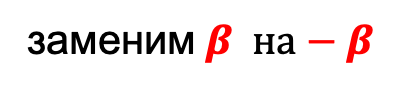 заменим β на − β